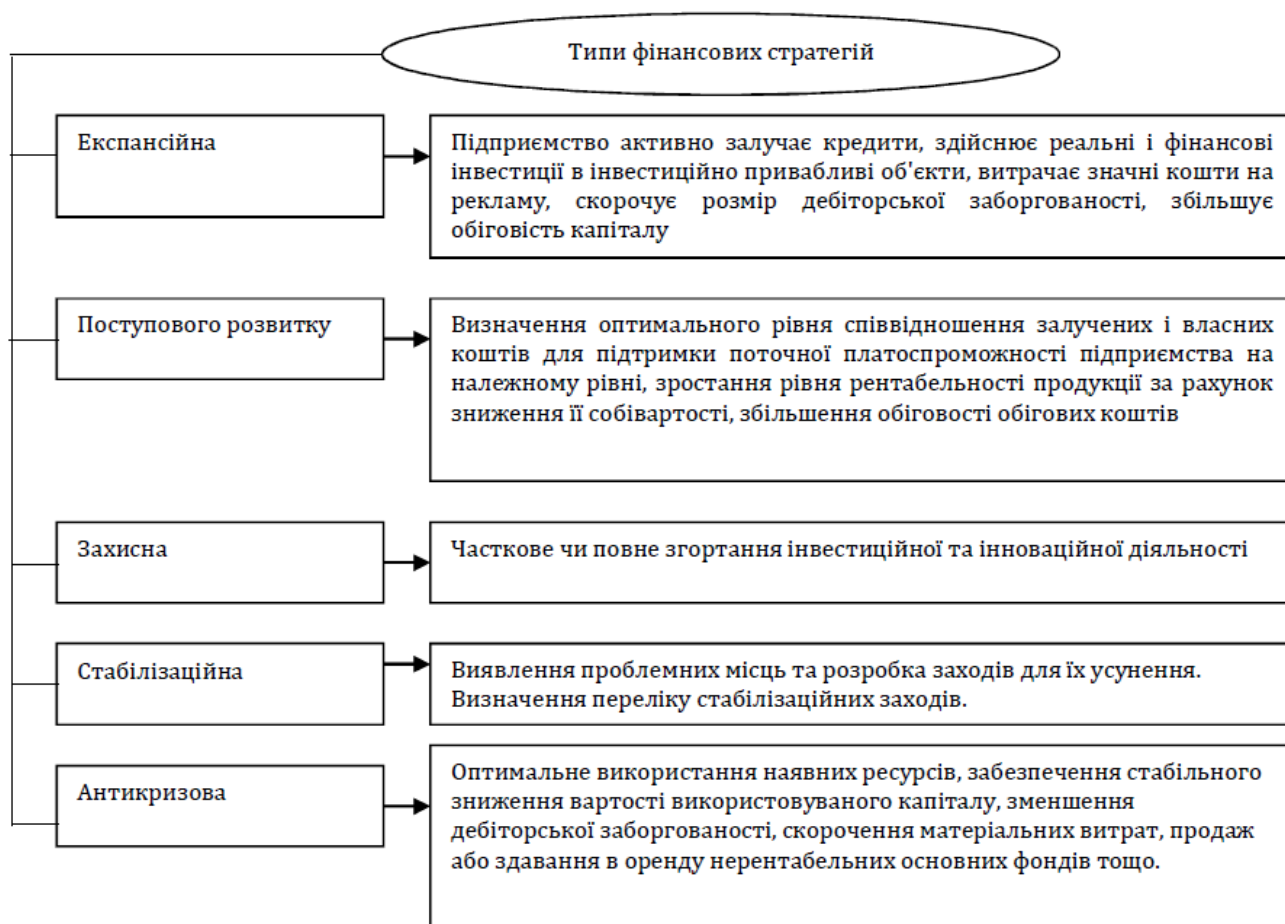 Типи фінансових стратегій
Експансійна
Підприємство активно залучає кредити, здійснює реальні і фінансові
інвестиції в інвестиційно привабливі об'єкти, витрачає значні кошти на
рекламу, скорочує розмір дебіторської заборгованості, збільшує
обіговість капіталу
Поступового розвитку
Визначення оптимального рівня співвідношення залучених і власних
коштів для підтримки поточної платоспроможності підприємства на
належному рівні, зростання рівня рентабельності продукції за рахунок
зниження її собівартості, збільшення обіговості обігових коштів
Захисна
Часткове чи повне згортання інвестиційної та інноваційної діяльності
Стабілізаційна
Виявлення проблемних місць та розробка заходів для їх усунення.
Визначення переліку стабілізаційних заходів.
Антикризова
Оптимальне використання наявних ресурсів, забезпечення стабільного
зниження вартості використовуваного капіталу, зменшення
дебіторської заборгованості, скорочення матеріальних витрат, продаж
або здавання в оренду нерентабельних основних фондів тощо.